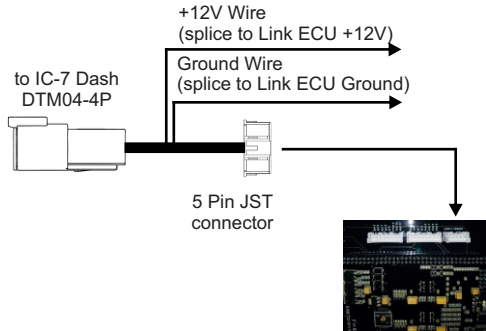 +12V Wire
(splice to Link ECU +12V)
Ground Wire
(splice to Link ECU Ground)
to IC-7 Dash
DTM04-4P
5 Pin JST
connector